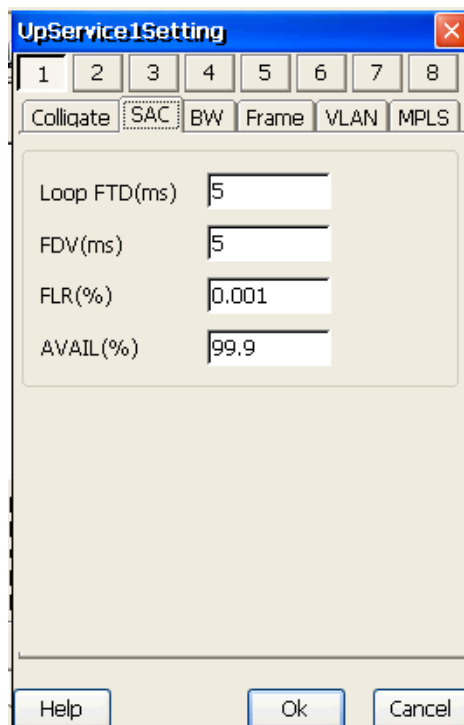 UpService1Setting
1 2 3 4 5 6 7 8
Colligate SAC BW Frame VLAN MPLS
Loop FTD(ms) 5
FDV(ms) 5
FLR(%) 0.001
AVAIL(%) 99.9
Help Ok Cancel